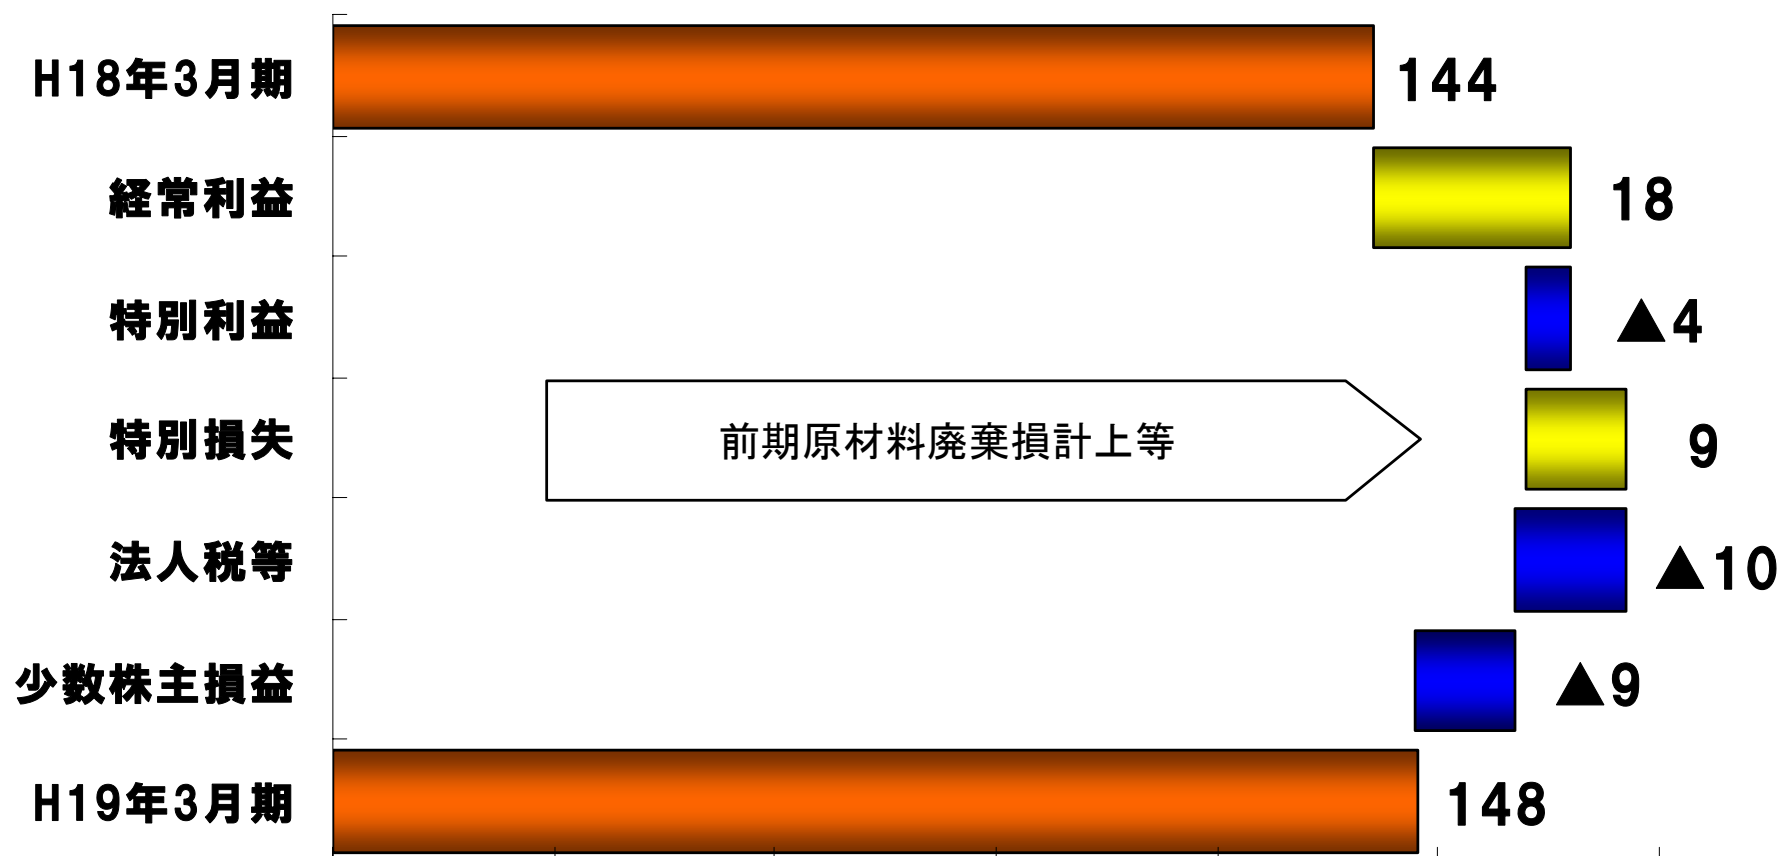 H18年3月期 144
経常利益 18
特別利益 ▲4
特別損失 前期原材料廃棄損計上等 9
法人税等 ▲10
少数株主損益 ▲9
H19年3月期 148